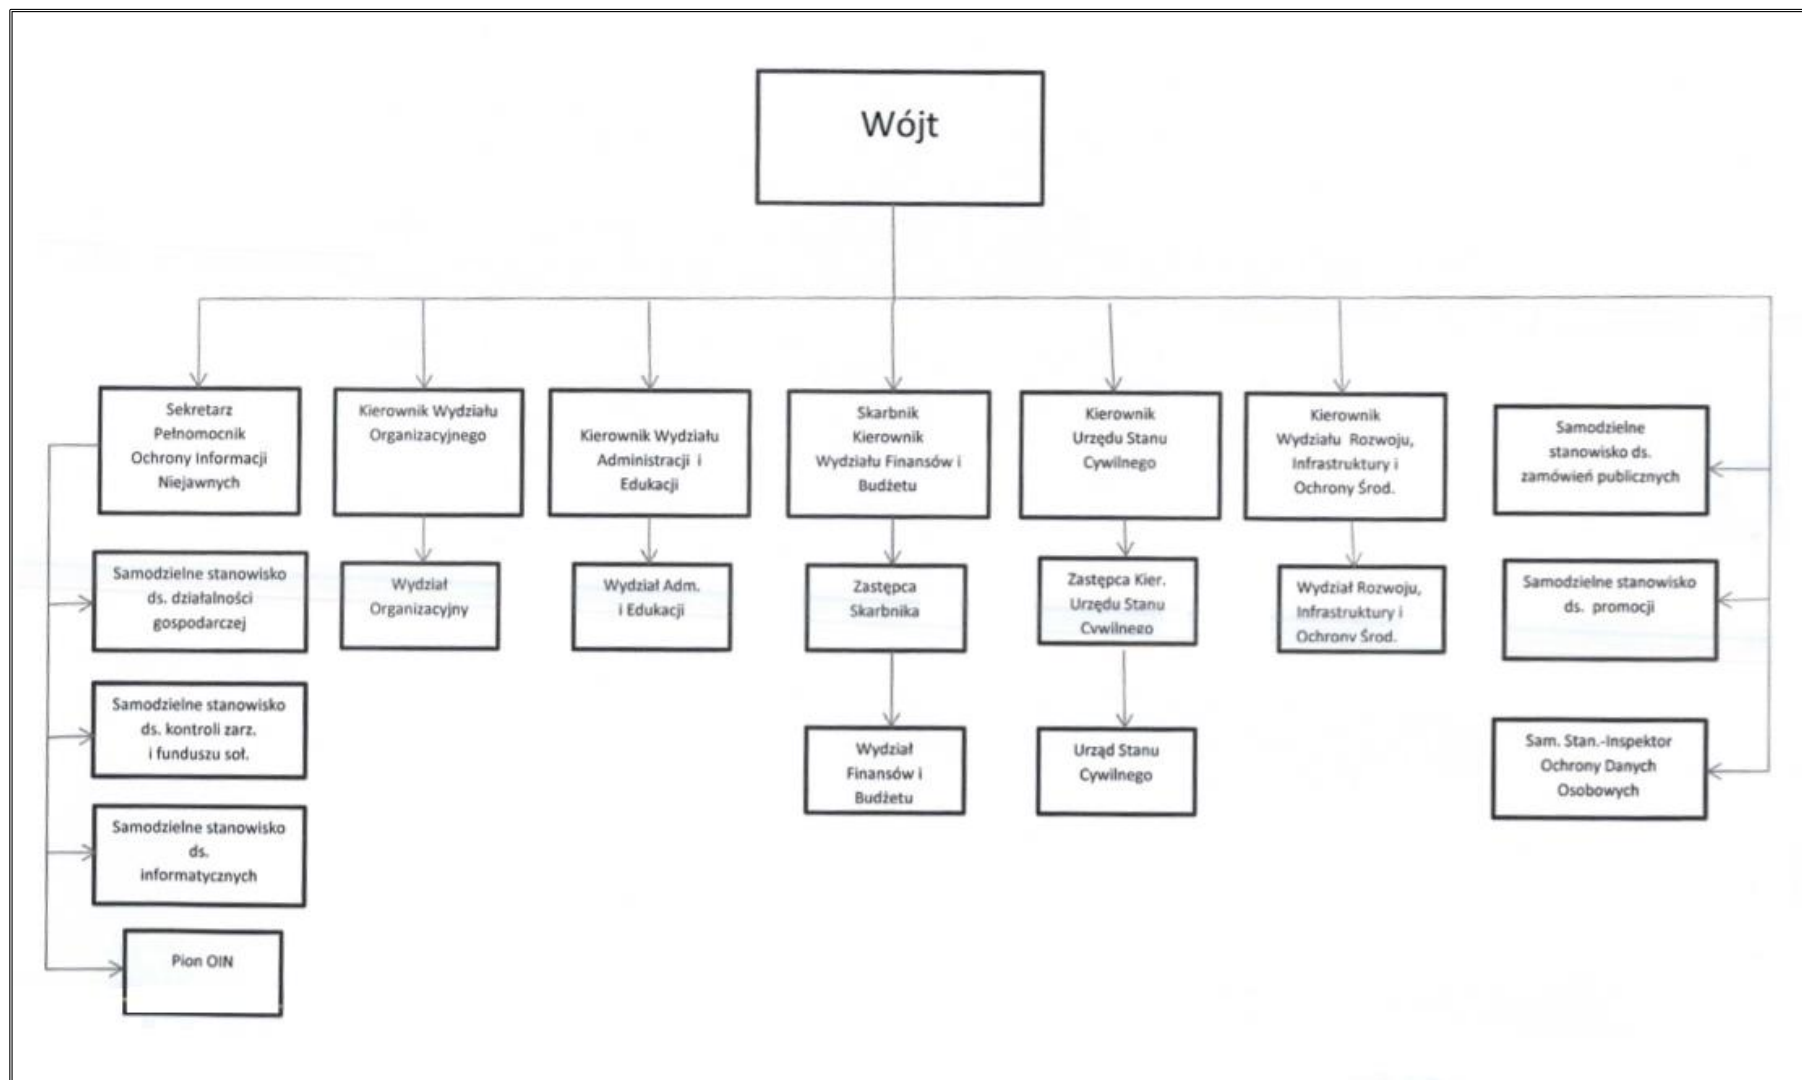 Wójt
Sekretarz
Pełnomocnik
Ochrony Informacji
Niejawnych
Kierownik Wydziału
Organizacyjnego
Kierownik Wydziału
Administracji i
Edukacji
Skarbnik
Kierownik
Wydziału Finansów i
Budżetu
Kierownik
Urzędu Stanu
Cywilnego
Kierownik
Wydziału Rozwoju,
Infrastruktury i
Ochrony Środ.
Samodzielne
stanowisko ds.
zamówień publicznych
Samodzielne stanowisko
ds. działalności
gospodarczej
Wydział
Organizacyjny
Wydział Adm.
i Edukacji
Zastępca
Skarbnika
Zastępca Kier.
Urzędu Stanu
Cywilnego
Wydział Rozwoju,
Infrastruktury i
Ochrony Środ.
Samodzielne stanowisko
ds. promocji
Samodzielne stanowisko
ds. kontroli zarz.
i funduszu soł.
Wydział
Finansów i
Budżetu
Urząd Stanu
Cywilnego
Sam. Stan.-Inspektor
Ochrony Danych
Osobowych
Samodzielne stanowisko
ds.
informatycznych
Pion OIN